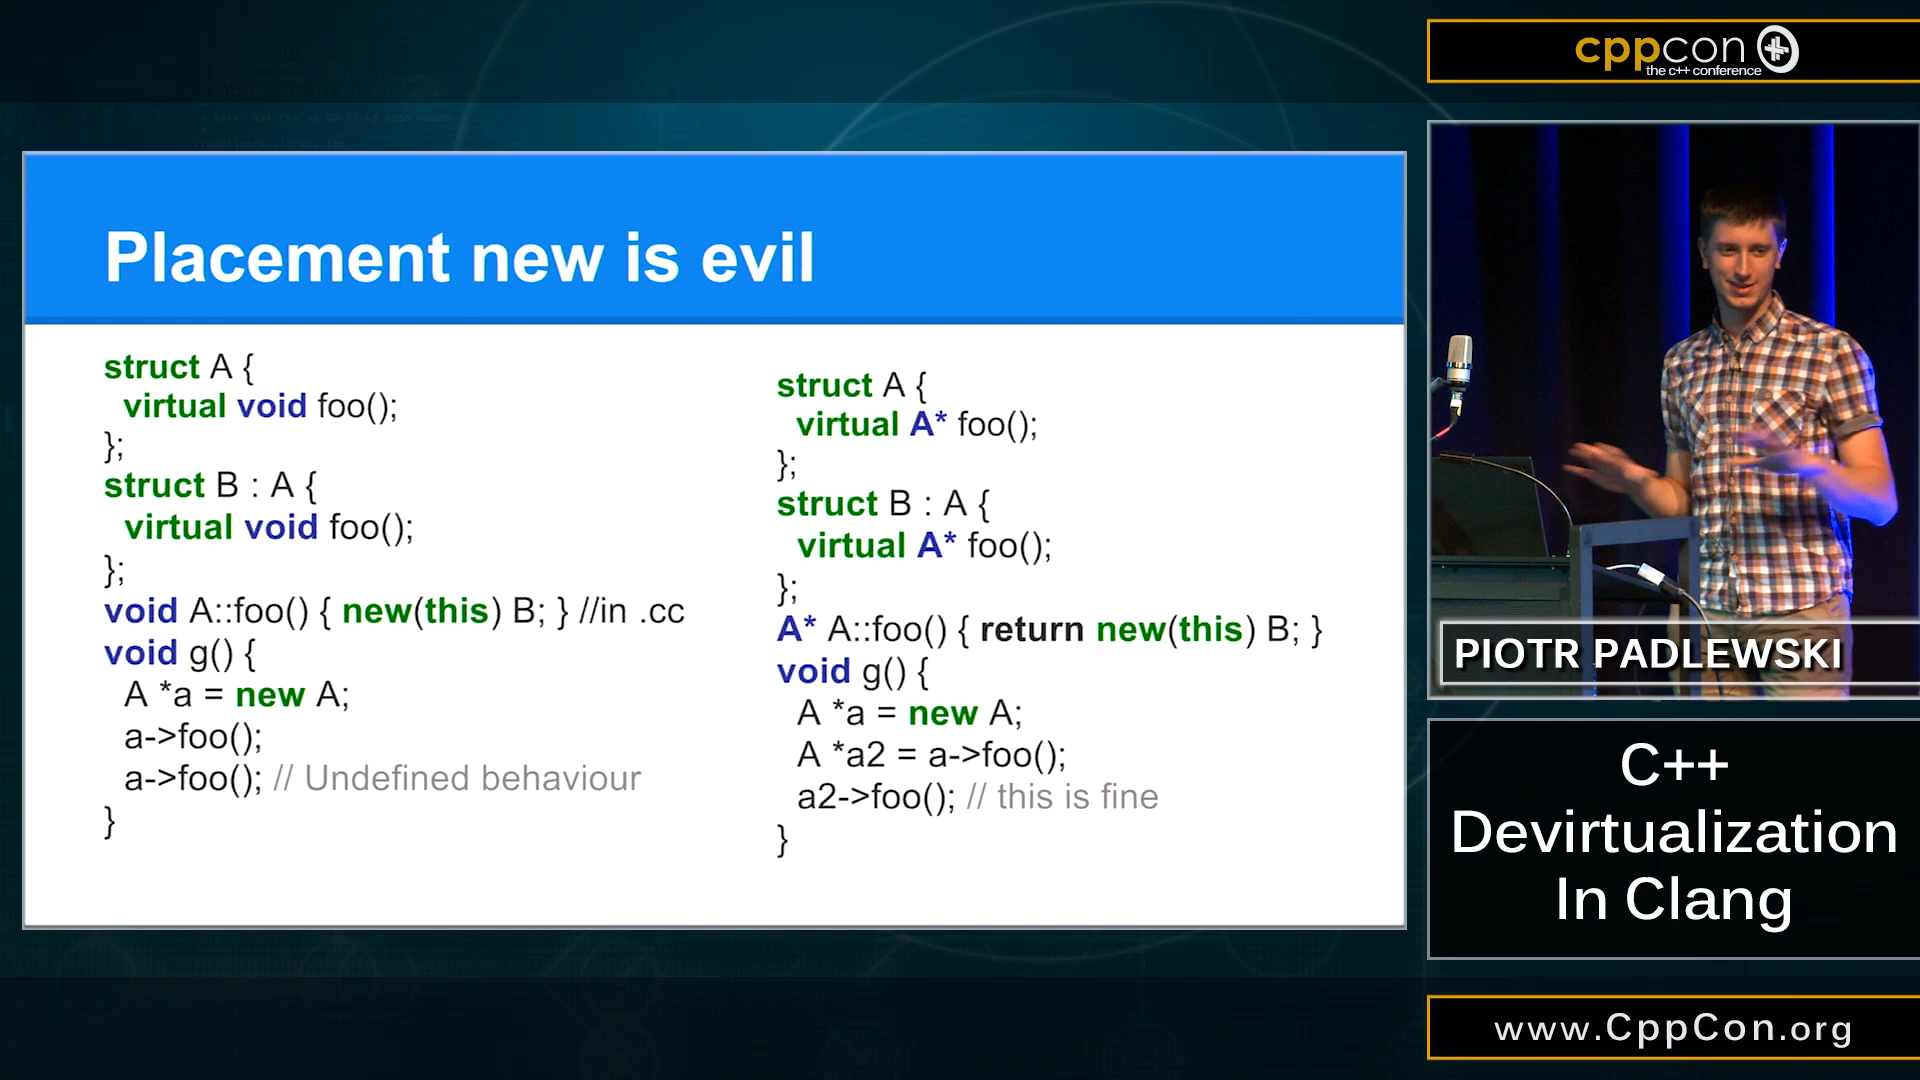 cppcon
the c++ conference
Placement new is evil
struct A {
virtual void foo();
};
struct B : A {
virtual void foo();
};
void A::foo() { new(this) B; } //in .cc
void g() {
A *a = new A;
a->foo();
a->foo(); // Undefined behaviour
}
struct A {
virtual A* foo();
};
struct B : A {
virtual A* foo();
};
A* A::foo() { return new(this) B; }
void g() {
A *a = new A;
A *a2 = a->foo();
a2->foo(); // this is fine
}
PIOTR PADLEWSKI
C++
Devirtualization
In Clang
www.CppCon.org